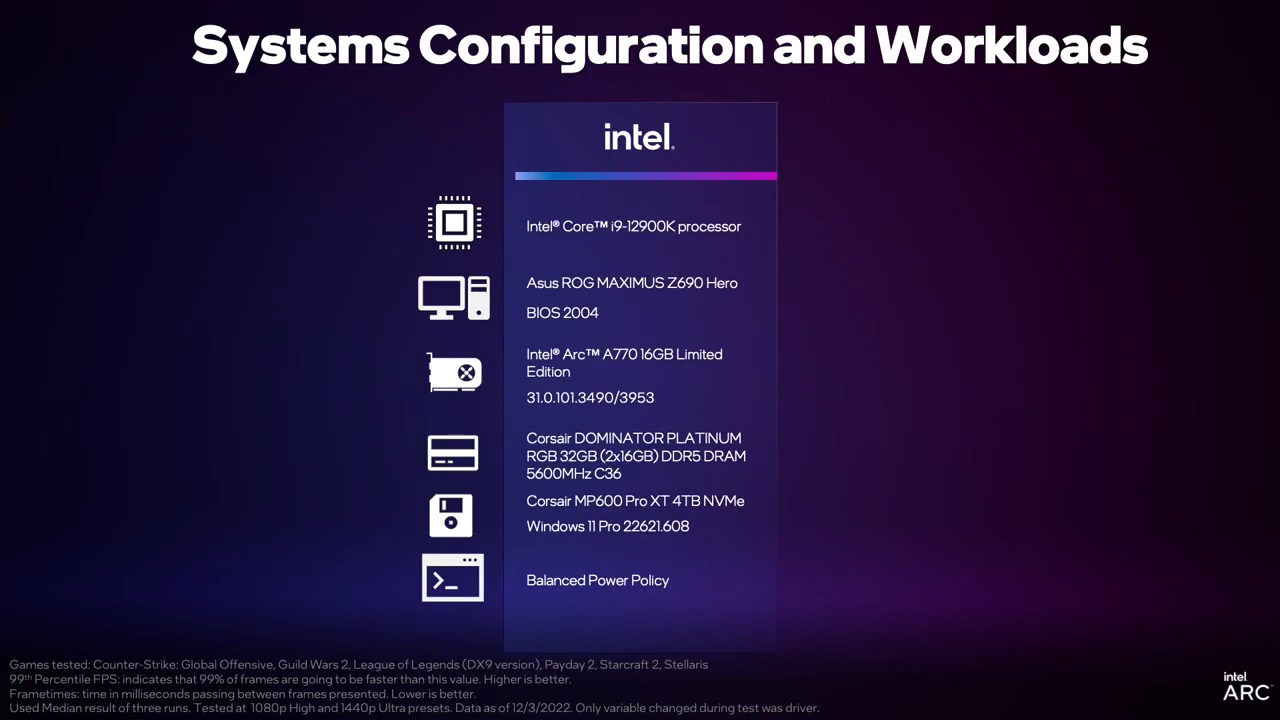 Systems Configuration and Workloads
intel.
Intel® Core™ i9-12900K processor
Asus ROG MAXIMUS Z690 Hero
BIOS 2004
Intel® Arc™ A770 16GB Limited
Edition
31.0.101.3490/3953
Corsair DOMINATOR PLATINUM
RGB 32GB (2x16GB) DDR5 DRAM
5600MHz C36
Corsair MP600 Pro XT 4TB NVMe
Windows 11 Pro 22621.608
Balanced Power Policy
Games tested: Counter-Strike: Global Offensive, Guild Wars 2, League of Legends (DX9 version), Payday 2, Starcraft 2, Stellaris
99th Percentile FPS: indicates that 99% of frames are going to be faster than this value. Higher is better.
Frametimes: time in milliseconds passing between frames presented. Lower is better.
Used Median result of three runs. Tested at 1080p High and 1440p Ultra presets. Data as of 12/3/2022. Only variable changed during test was driver.
intel
ARC